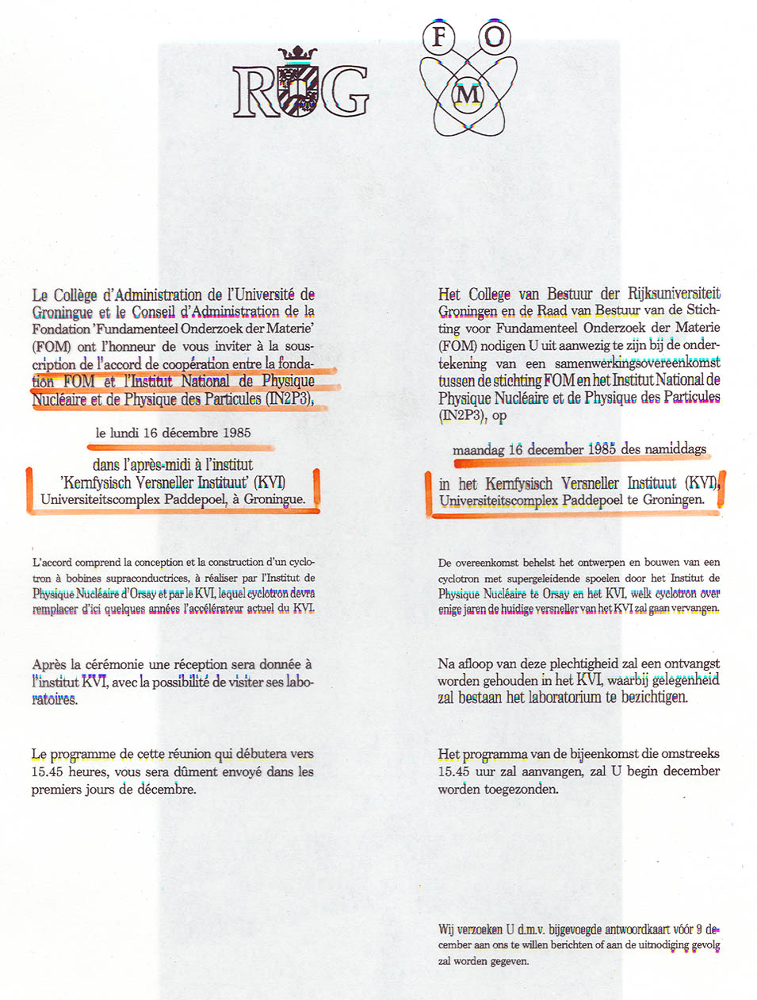 RUG
F O
M
Le Collège d'Administration de l'Université de
Groningue et le Conseil d'Administration de la
Fondation 'Fundamenteel Onderzoek der Materie'
(FOM) ont l'honneur de vous inviter à la sous-
cription de l'accord de coopération entre la fonda-
tion FOM et l'Institut National de Physique
Nucléaire et de Physique des Particules (IN2P3),
le lundi 16 décembre 1985
dans l'après-midi à l'institut
'Kernfysisch Versneller Instituut' (KVI)
Universiteitscomplex Paddepoel, à Groningue.
L'accord comprend la conception et la construction d'un cyclo-
tron à bobines supraconductrices, à réaliser par l'Institut de
Physique Nucléaire d'Orsay et par le KVI, lequel cyclotron devra
remplacer d'ici quelques années l'accélérateur actuel du KVI.
Après la cérémonie une réception sera donnée à
l'institut KVI, avec la possibilité de visiter ses labo-
ratoires.
Le programme de cette réunion qui débutera vers
15.45 heures, vous sera dûment envoyé dans les
premiers jours de décembre.
Het College van Bestuur der Rijksuniversiteit
Groningen en de Raad van Bestuur van de Stich-
ting voor Fundamenteel Onderzoek der Materie
(FOM) nodigen U uit aanwezig te zijn bij de onder-
tekening van een samenwerkingsovereenkomst
tussen de stichting FOM en het Institut National de
Physique Nucléaire et de Physique des Particules
(IN2P3), op
maandag 16 december 1985 des namiddags
in het Kernfysisch Versneller Instituut (KVI),
Universiteitscomplex Paddepoel te Groningen.
De overeenkomst behelst het ontwerpen en bouwen van een
cyclotron met supergeleidende spoelen door het Institut de
Physique Nucléaire te Orsay en het KVI, welk cyclotron over
enige jaren de huidige versneller van het KVI zal gaan vervangen.
Na afloop van deze plechtigheid zal een ontvangst
worden gehouden in het KVI, waarbij gelegenheid
zal bestaan het laboratorium te bezichtigen.
Het programma van de bijeenkomst die omstreeks
15.45 uur zal aanvangen, zal U begin december
worden toegezonden.
Wij verzoeken U d.m.v. bijgevoegde antwoordkaart vóór 9 de-
cember aan ons te willen berichten of aan de uitnodiging gevolg
zal worden gegeven.